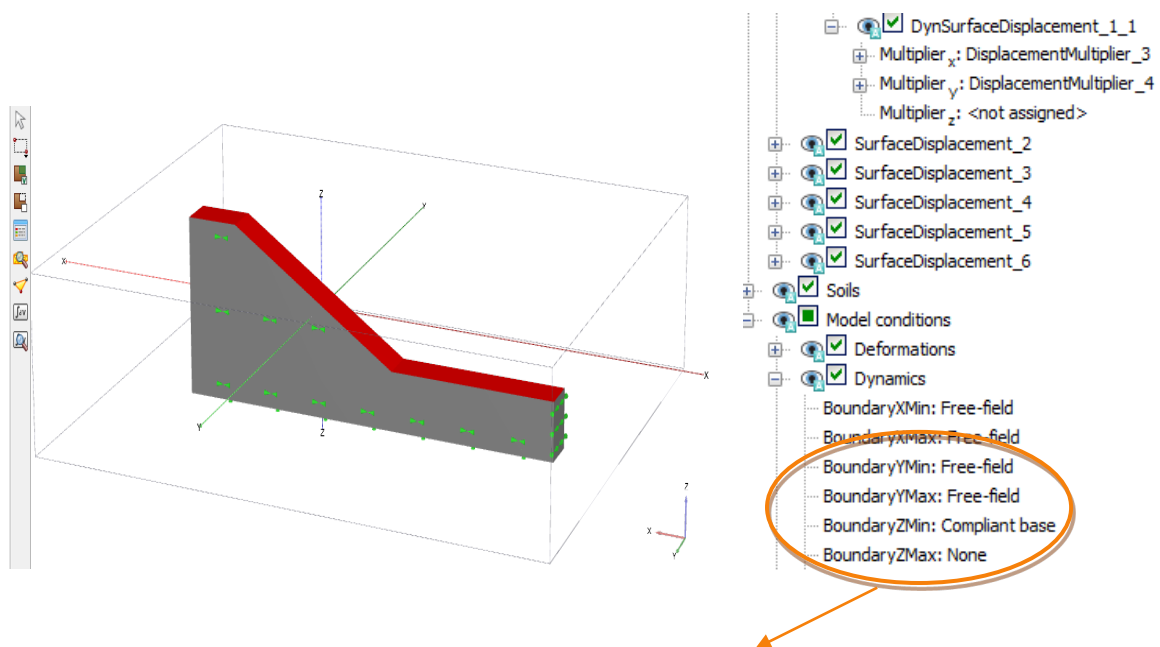 DynSurfaceDisplacement_1_1
Multiplierx: DisplacementMultiplier_3
Multipliery: DisplacementMultiplier_4
Multiplierz: <not assigned>
SurfaceDisplacement_2
SurfaceDisplacement_3
SurfaceDisplacement_4
SurfaceDisplacement_5
SurfaceDisplacement_6
Soils
Model conditions
Deformations
Dynamics
BoundaryXMin: Free-field
BoundaryXMax: Free-field
BoundaryYMin: Free-field
BoundaryYMax: Free-field
BoundaryZMin: Compliant base
BoundaryZMax: None
Z
y
X
X
Y
Z
Z
X
Y